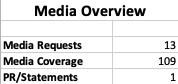 Media Overview
Media Requests 13
Media Coverage 109
PR/Statements 1